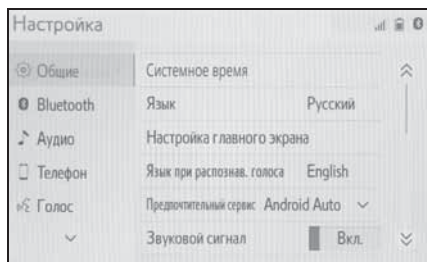 Настройка
Общие
Bluetooth
Аудио
Телефон
Голос
Системное время
Язык Русский
Настройка главного экрана
Язык при распознав. голоса English
Предпочтительный сервис Android Auto
Звуковой сигнал Вкл.